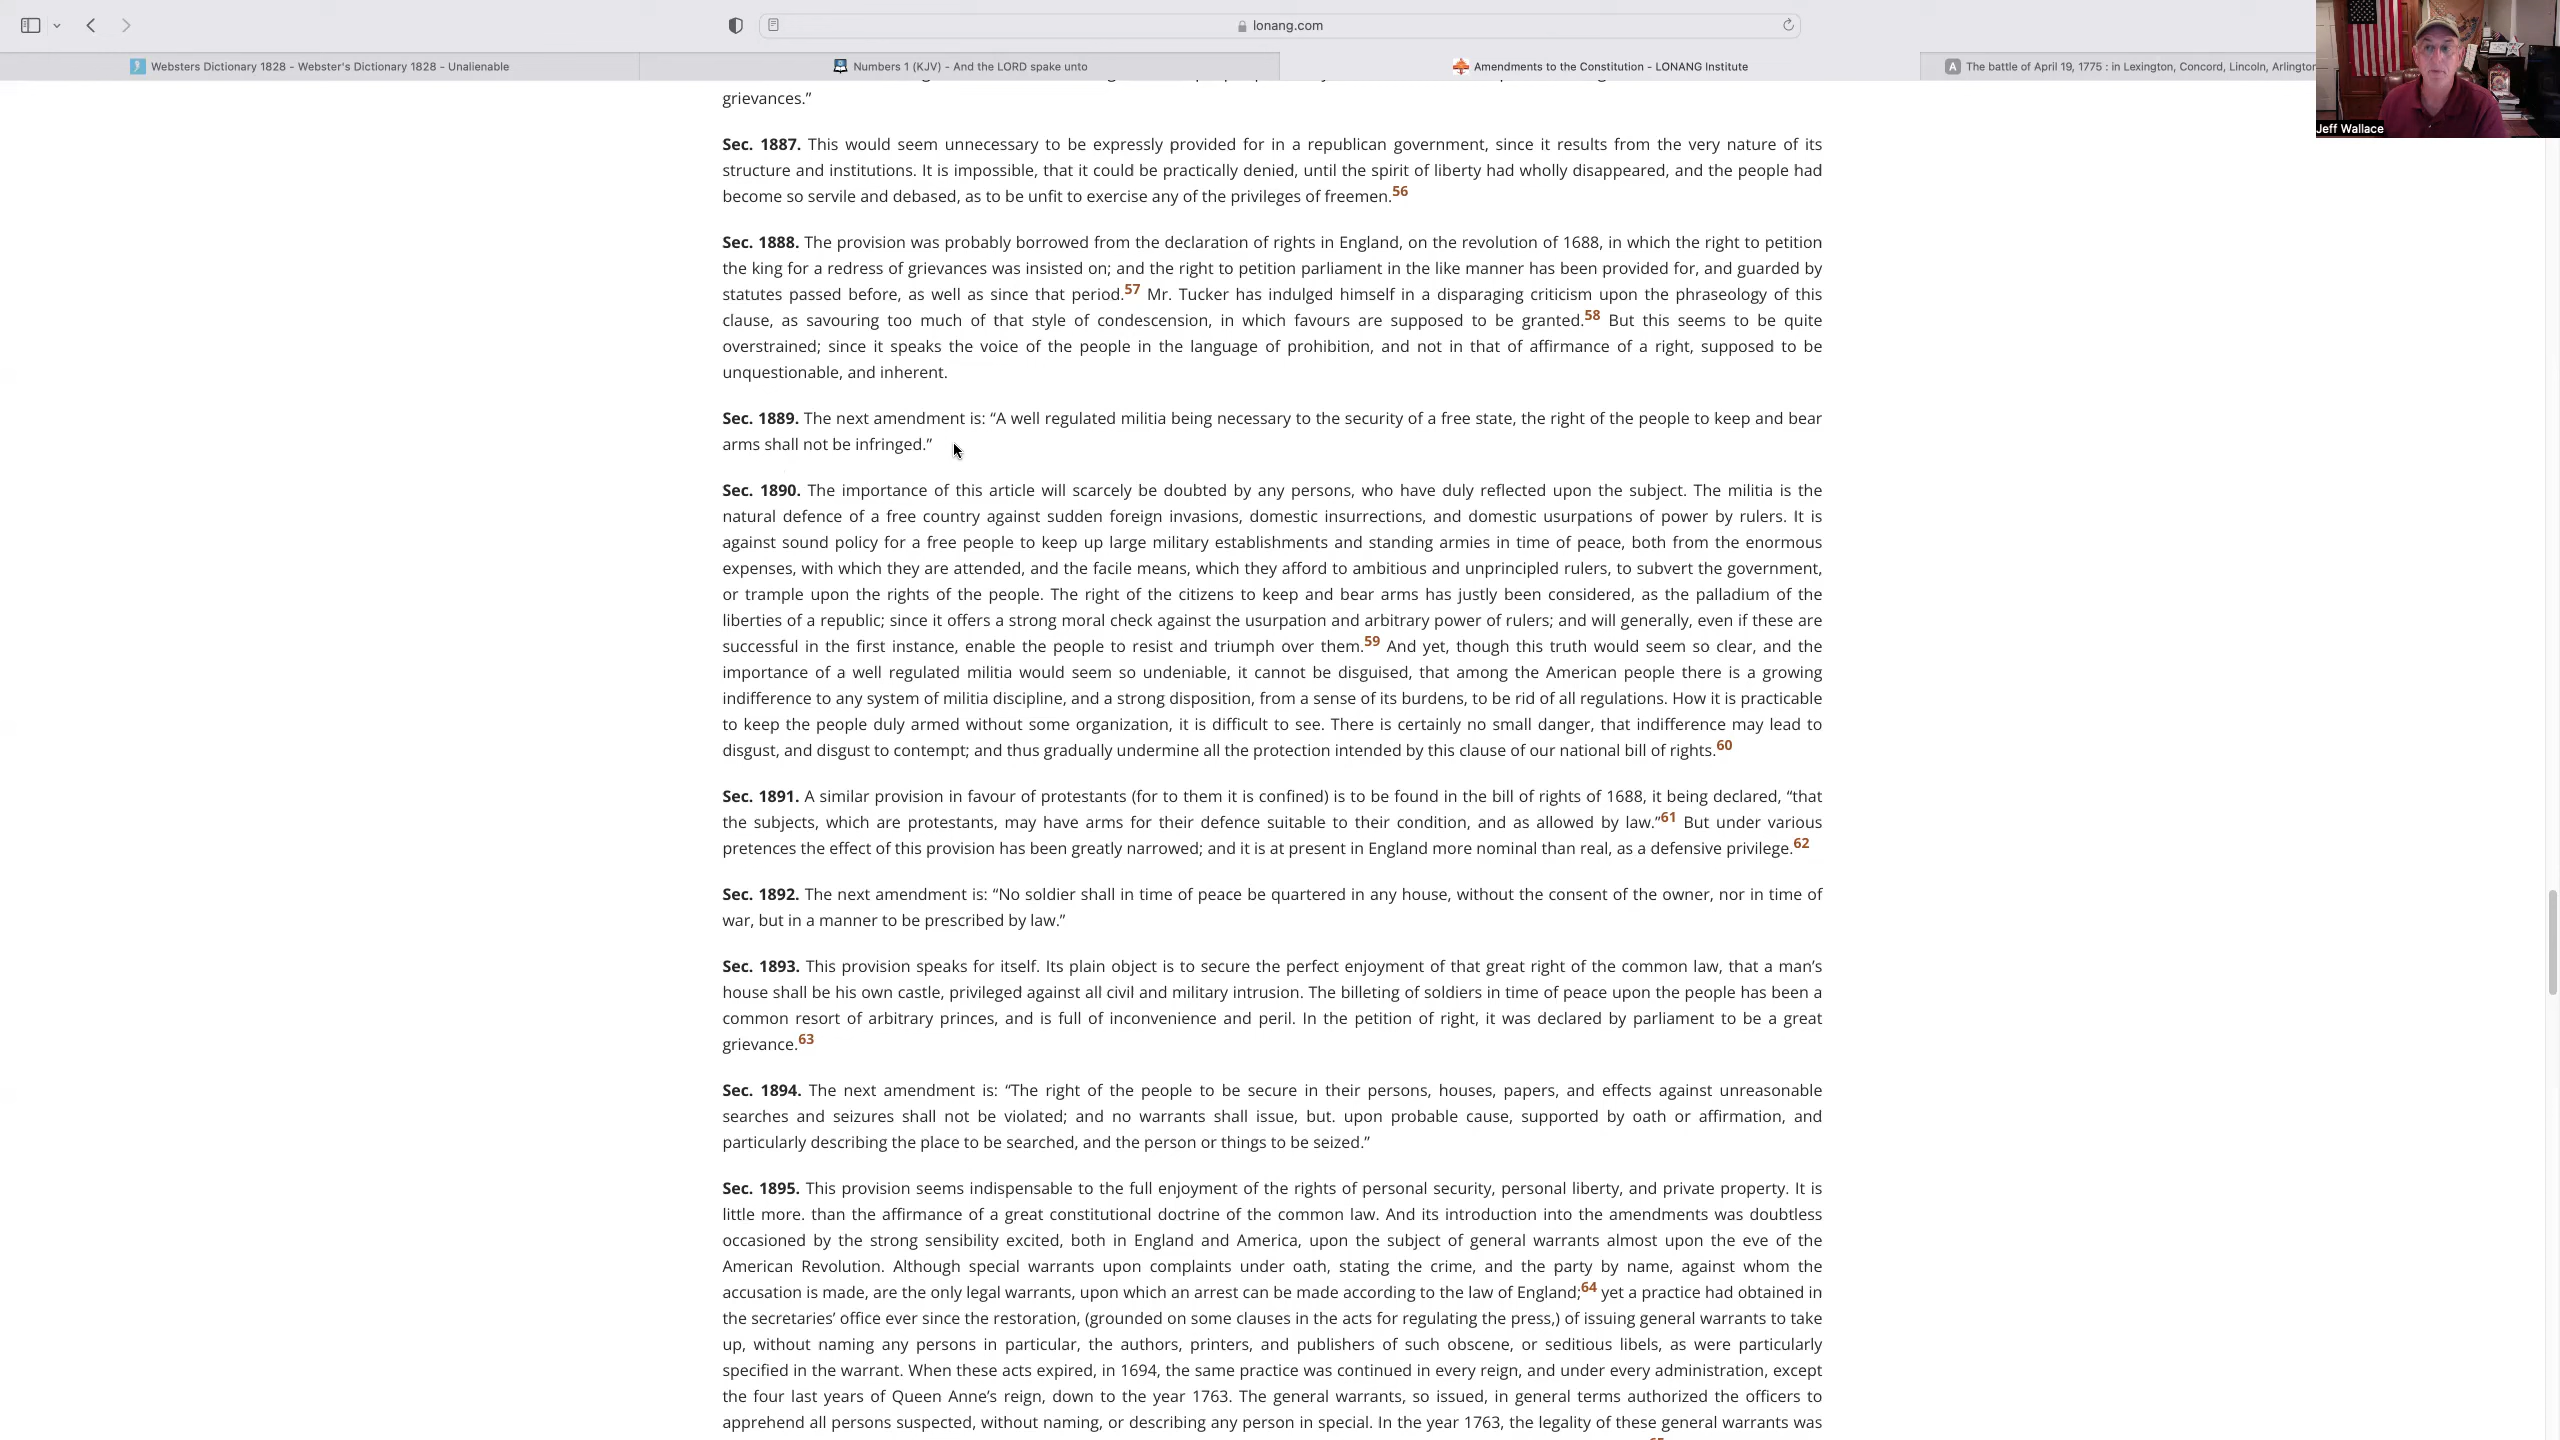 lonang.com
Websters Dictionary 1828 - Webster's Dictionary 1828 - Unalienable
Numbers 1 (KJV) - And the LORD spake unto
Amendments to the Constitution - LONANG Institute
A The battle of April 19, 1775 : in Lexington, Concord, Lincoln, Arlington
Jeff Wallace
grievances.”
Sec. 1887. This would seem unnecessary to be expressly provided for in a republican government, since it results from the very nature of its
structure and institutions. It is impossible, that it could be practically denied, until the spirit of liberty had wholly disappeared, and the people had
become so servile and debased, as to be unfit to exercise any of the privileges of freemen.56
Sec. 1888. The provision was probably borrowed from the declaration of rights in England, on the revolution of 1688, in which the right to petition
the king for a redress of grievances was insisted on; and the right to petition parliament in the like manner has been provided for, and guarded by
statutes passed before, as well as since that period.57 Mr. Tucker has indulged himself in a disparaging criticism upon the phraseology of this
clause, as savouring too much of that style of condescension, in which favours are supposed to be granted.58 But this seems to be quite
overstrained; since it speaks the voice of the people in the language of prohibition, and not in that of affirmance of a right, supposed to be
unquestionable, and inherent.
Sec. 1889. The next amendment is: “A well regulated militia being necessary to the security of a free state, the right of the people to keep and bear
arms shall not be infringed.”
Sec. 1890. The importance of this article will scarcely be doubted by any persons, who have duly reflected upon the subject. The militia is the
natural defence of a free country against sudden foreign invasions, domestic insurrections, and domestic usurpations of power by rulers. It is
against sound policy for a free people to keep up large military establishments and standing armies in time of peace, both from the enormous
expenses, with which they are attended, and the facile means, which they afford to ambitious and unprincipled rulers, to subvert the government,
or trample upon the rights of the people. The right of the citizens to keep and bear arms has justly been considered, as the palladium of the
liberties of a republic; since it offers a strong moral check against the usurpation and arbitrary power of rulers; and will generally, even if these are
successful in the first instance, enable the people to resist and triumph over them.59 And yet, though this truth would seem so clear, and the
importance of a well regulated militia would seem so undeniable, it cannot be disguised, that among the American people there is a growing
indifference to any system of militia discipline, and a strong disposition, from a sense of its burdens, to be rid of all regulations. How it is practicable
to keep the people duly armed without some organization, it is difficult to see. There is certainly no small danger, that indifference may lead to
disgust, and disgust to contempt; and thus gradually undermine all the protection intended by this clause of our national bill of rights.60
Sec. 1891. A similar provision in favour of protestants (for to them it is confined) is to be found in the bill of rights of 1688, it being declared, “that
the subjects, which are protestants, may have arms for their defence suitable to their condition, and as allowed by law.”61 But under various
pretences the effect of this provision has been greatly narrowed; and it is at present in England more nominal than real, as a defensive privilege.62
Sec. 1892. The next amendment is: “No soldier shall in time of peace be quartered in any house, without the consent of the owner, nor in time of
war, but in a manner to be prescribed by law.”
Sec. 1893. This provision speaks for itself. Its plain object is to secure the perfect enjoyment of that great right of the common law, that a man’s
house shall be his own castle, privileged against all civil and military intrusion. The billeting of soldiers in time of peace upon the people has been a
common resort of arbitrary princes, and is full of inconvenience and peril. In the petition of right, it was declared by parliament to be a great
grievance.63
Sec. 1894. The next amendment is: “The right of the people to be secure in their persons, houses, papers, and effects against unreasonable
searches and seizures shall not be violated; and no warrants shall issue, but. upon probable cause, supported by oath or affirmation, and
particularly describing the place to be searched, and the person or things to be seized.”
Sec. 1895. This provision seems indispensable to the full enjoyment of the rights of personal security, personal liberty, and private property. It is
little more. than the affirmance of a great constitutional doctrine of the common law. And its introduction into the amendments was doubtless
occasioned by the strong sensibility excited, both in England and America, upon the subject of general warrants almost upon the eve of the
American Revolution. Although special warrants upon complaints under oath, stating the crime, and the party by name, against whom the
accusation is made, are the only legal warrants, upon which an arrest can be made according to the law of England;64 yet a practice had obtained in
the secretaries’ office ever since the restoration, (grounded on some clauses in the acts for regulating the press,) of issuing general warrants to take
up, without naming any persons in particular, the authors, printers, and publishers of such obscene, or seditious libels, as were particularly
specified in the warrant. When these acts expired, in 1694, the same practice was continued in every reign, and under every administration, except
the four last years of Queen Anne’s reign, down to the year 1763. The general warrants, so issued, in general terms authorized the officers to
apprehend all persons suspected, without naming, or describing any person in special. In the year 1763, the legality of these general warrants was